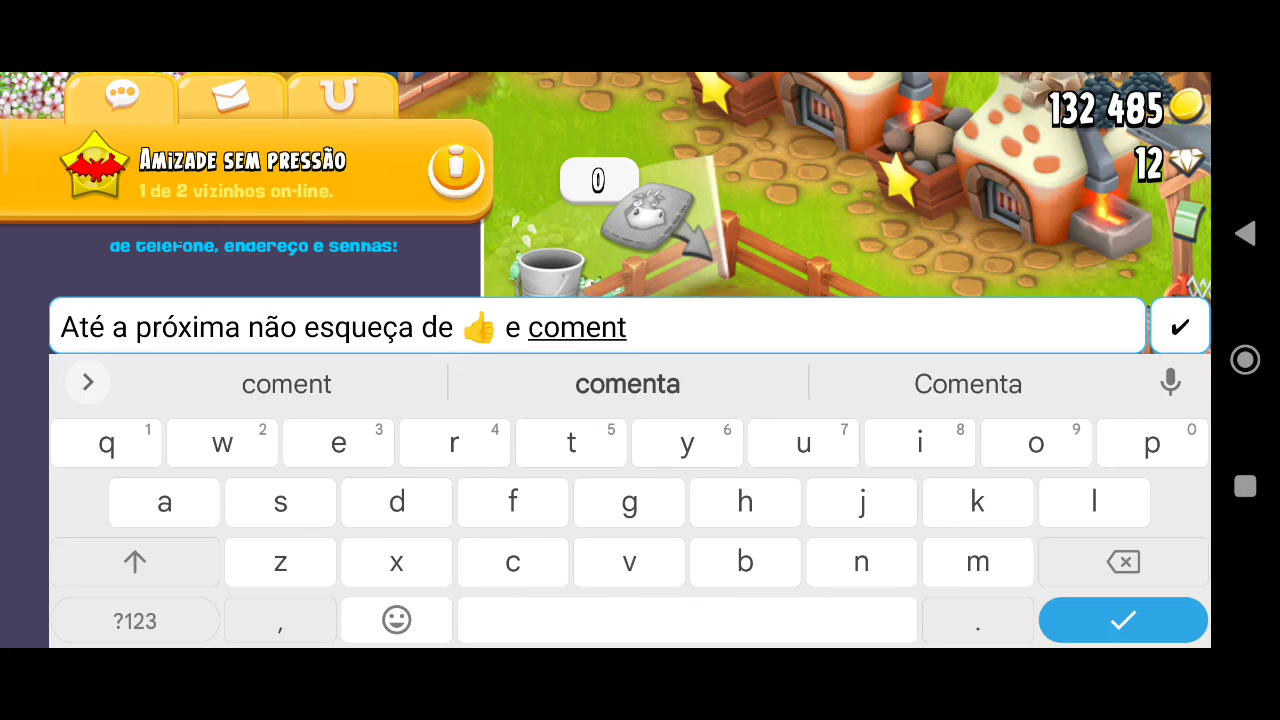 132 485
Amizade sem pressão
1 de 2 vizinhos on-line.
12
0
de telefone, endereço e senhas!
Até a próxima não esqueça de 👍 e coment
coment comenta Comenta
q 1 w 2 e 3 r 4 t 5 y 6 u 7 i 8 o 9 p 0
a s d f g h j k l
z x c v b n m
?123 , .